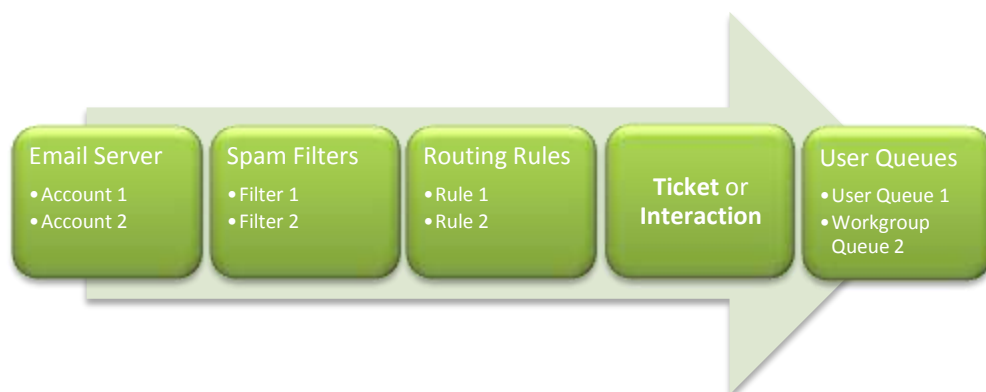 Email Server
•Account 1
•Account 2
Spam Filters
•Filter 1
•Filter 2
Routing Rules
•Rule 1
•Rule 2
Ticket or
Interaction
User Queues
•User Queue 1
•Workgroup
Queue 2